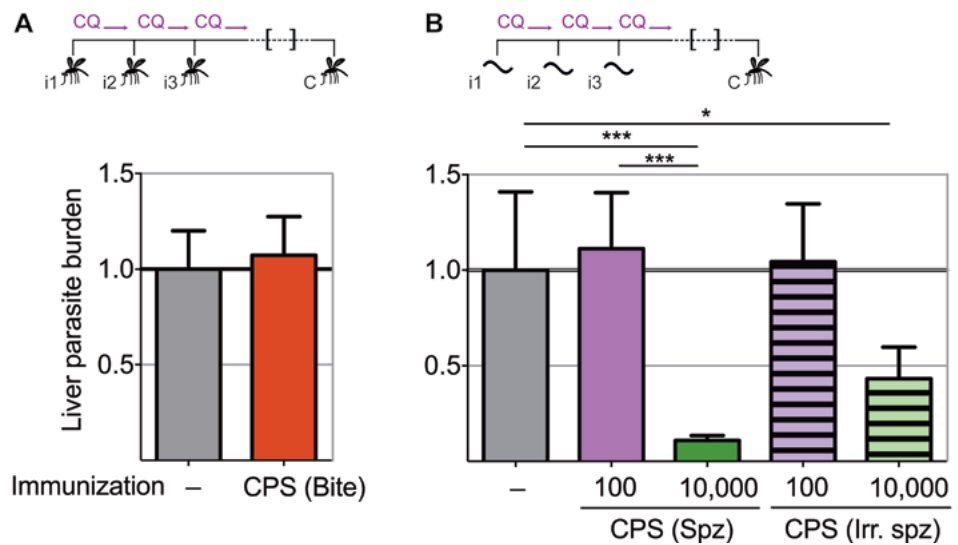 A
CQ CQ CQ
i1 i2 i3 [ ] C
Liver parasite burden
1.5
1.0
0.5
Immunization – CPS (Bite)
B
CQ CQ CQ
i1 i2 i3 [ ] C
*
***
***
1.5
1.0
0.5
– 100 10,000 100 10,000
CPS (Spz) CPS (Irr. spz)